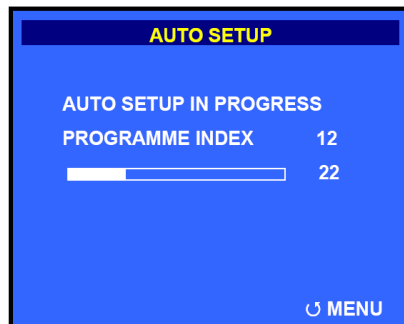 AUTO SETUP
AUTO SETUP IN PROGRESS
PROGRAMME INDEX 12
22
↺ MENU